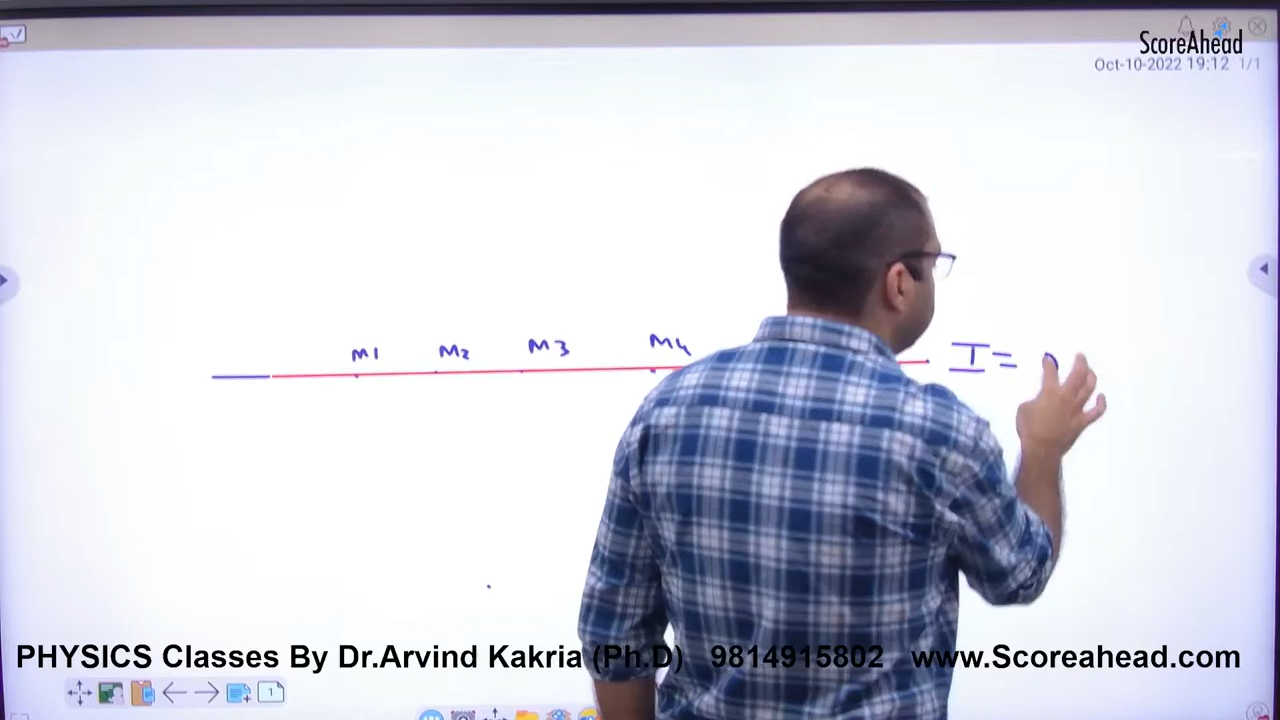 ScoreAhead
Oct-10-2022 19:12 1/1
M1 M2 M3 M4 I =
PHYSICS Classes By Dr.Arvind Kakria (Ph.D) 9814915802 www.Scoreahead.com
1